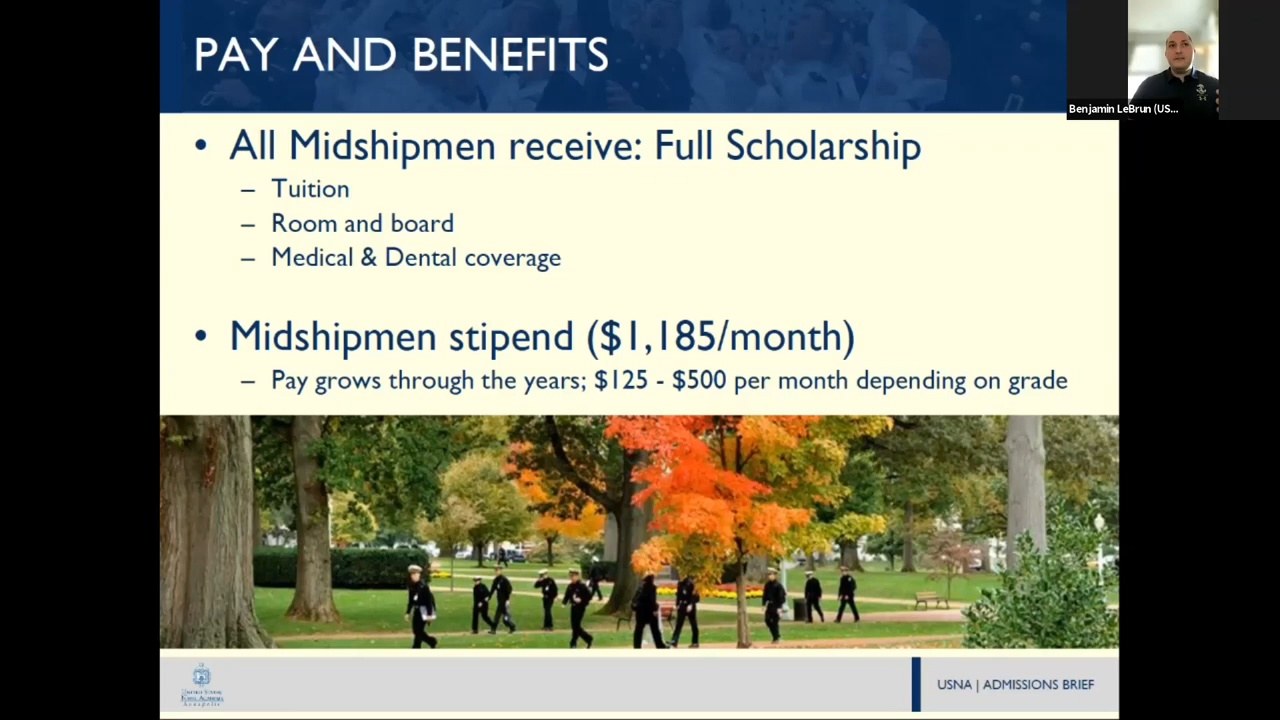 PAY AND BENEFITS
Benjamin LeBrun (US...
• All Midshipmen receive: Full Scholarship
– Tuition
– Room and board
– Medical & Dental coverage
• Midshipmen stipend ($1,185/month)
– Pay grows through the years; $125 - $500 per month depending on grade
USNA | ADMISSIONS BRIEF